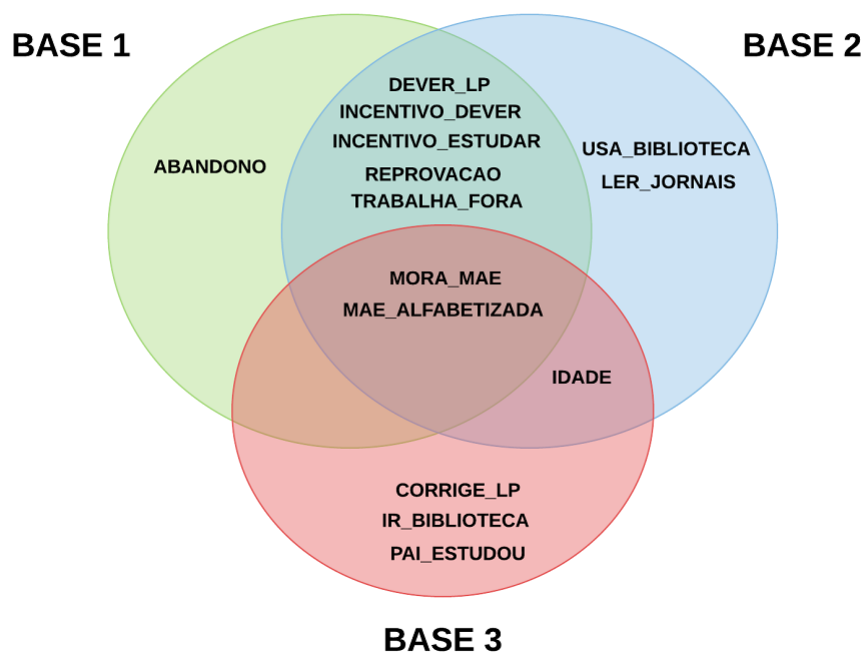 BASE 1
BASE 2
DEVER_LP
INCENTIVO_DEVER
INCENTIVO_ESTUDAR
REPROVACAO
TRABALHA_FORA
ABANDONO
USA_BIBLIOTECA
LER_JORNAIS
MORA_MAE
MAE_ALFABETIZADA
IDADE
CORRIGE_LP
IR_BIBLIOTECA
PAI_ESTUDOU
BASE 3